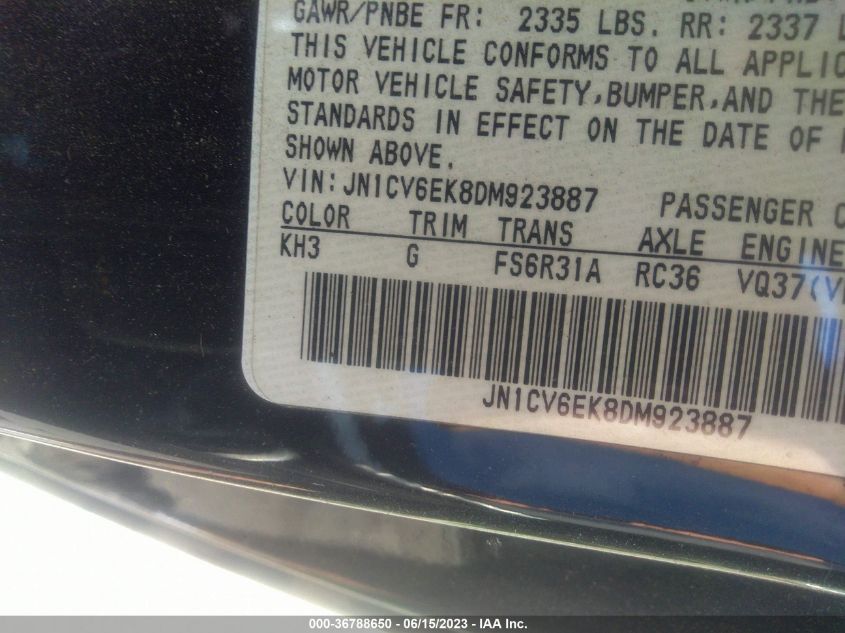 GAWR/PNBE FR: 2335 LBS. RR: 2337 L
THIS VEHICLE CONFORMS TO ALL APPLIC
MOTOR VEHICLE SAFETY,BUMPER,AND THE
STANDARDS IN EFFECT ON THE DATE OF
SHOWN ABOVE.
VIN:JN1CV6EK8DM923887 PASSENGER C
COLOR TRIM TRANS AXLE ENGINE
KH3 G FS6R31A RC36 VQ37(V
JN1CV6EK8DM923887
000-36788650 - 06/15/2023 - IAA Inc.